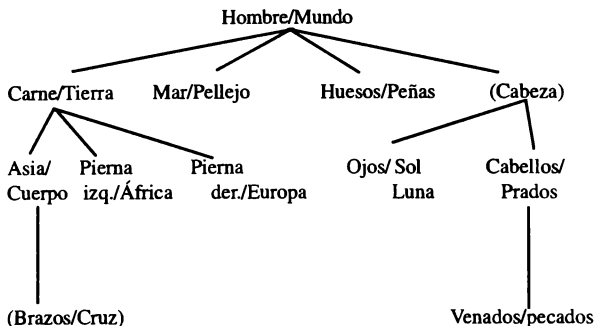 Hombre/Mundo
Carne/Tierra Mar/Pellejo Huesos/Peñas (Cabeza)
Asia/ Pierna Pierna Ojos/ Sol Cabellos/
Cuerpo izq./África der./Europa Luna Prados
(Brazos/Cruz) Venados/pecados